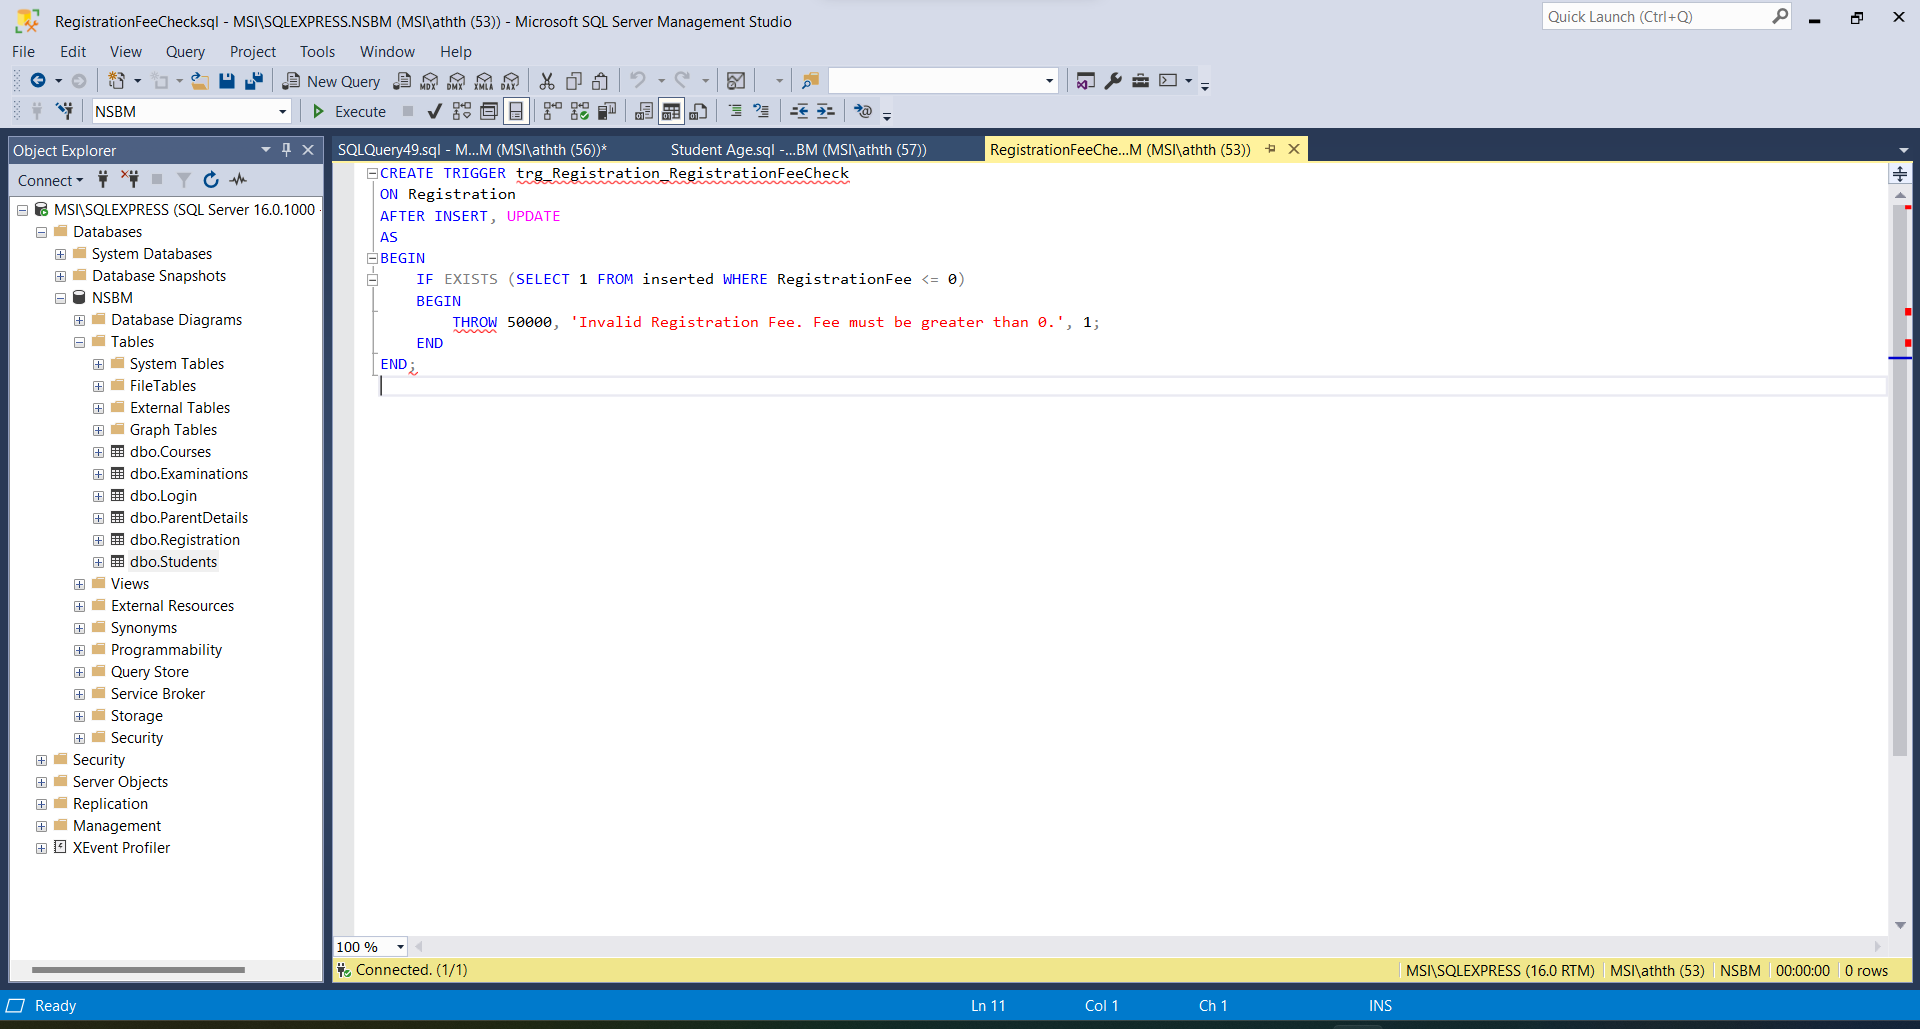 RegistrationFeeCheck.sql - MSI\SQLEXPRESS.NSBM (MSI\athth (53)) - Microsoft SQL Server Management Studio
Quick Launch (Ctrl+Q)
File Edit View Query Project Tools Window Help
New Query MDX DMX XMLA DAX
NSBM Execute
Object Explorer
SQLQuery49.sql - M...M (MSI\athth (56))* Student Age.sql -...BM (MSI\athth (57)) RegistrationFeeChe...M (MSI\athth (53))
Connect
MSI\SQLEXPRESS (SQL Server 16.0.1000 -
Databases
System Databases
Database Snapshots
NSBM
Database Diagrams
Tables
System Tables
FileTables
External Tables
Graph Tables
dbo.Courses
dbo.Examinations
dbo.Login
dbo.ParentDetails
dbo.Registration
dbo.Students
Views
External Resources
Synonyms
Programmability
Query Store
Service Broker
Storage
Security
Security
Server Objects
Replication
Management
XEvent Profiler
CREATE TRIGGER trg_Registration_RegistrationFeeCheck
ON Registration
AFTER INSERT, UPDATE
AS
BEGIN
IF EXISTS (SELECT 1 FROM inserted WHERE RegistrationFee <= 0)
BEGIN
THROW 50000, 'Invalid Registration Fee. Fee must be greater than 0.', 1;
END
END;
100 %
Connected. (1/1) MSI\SQLEXPRESS (16.0 RTM) MSI\athth (53) NSBM 00:00:00 0 rows
Ready Ln 11 Col 1 Ch 1 INS